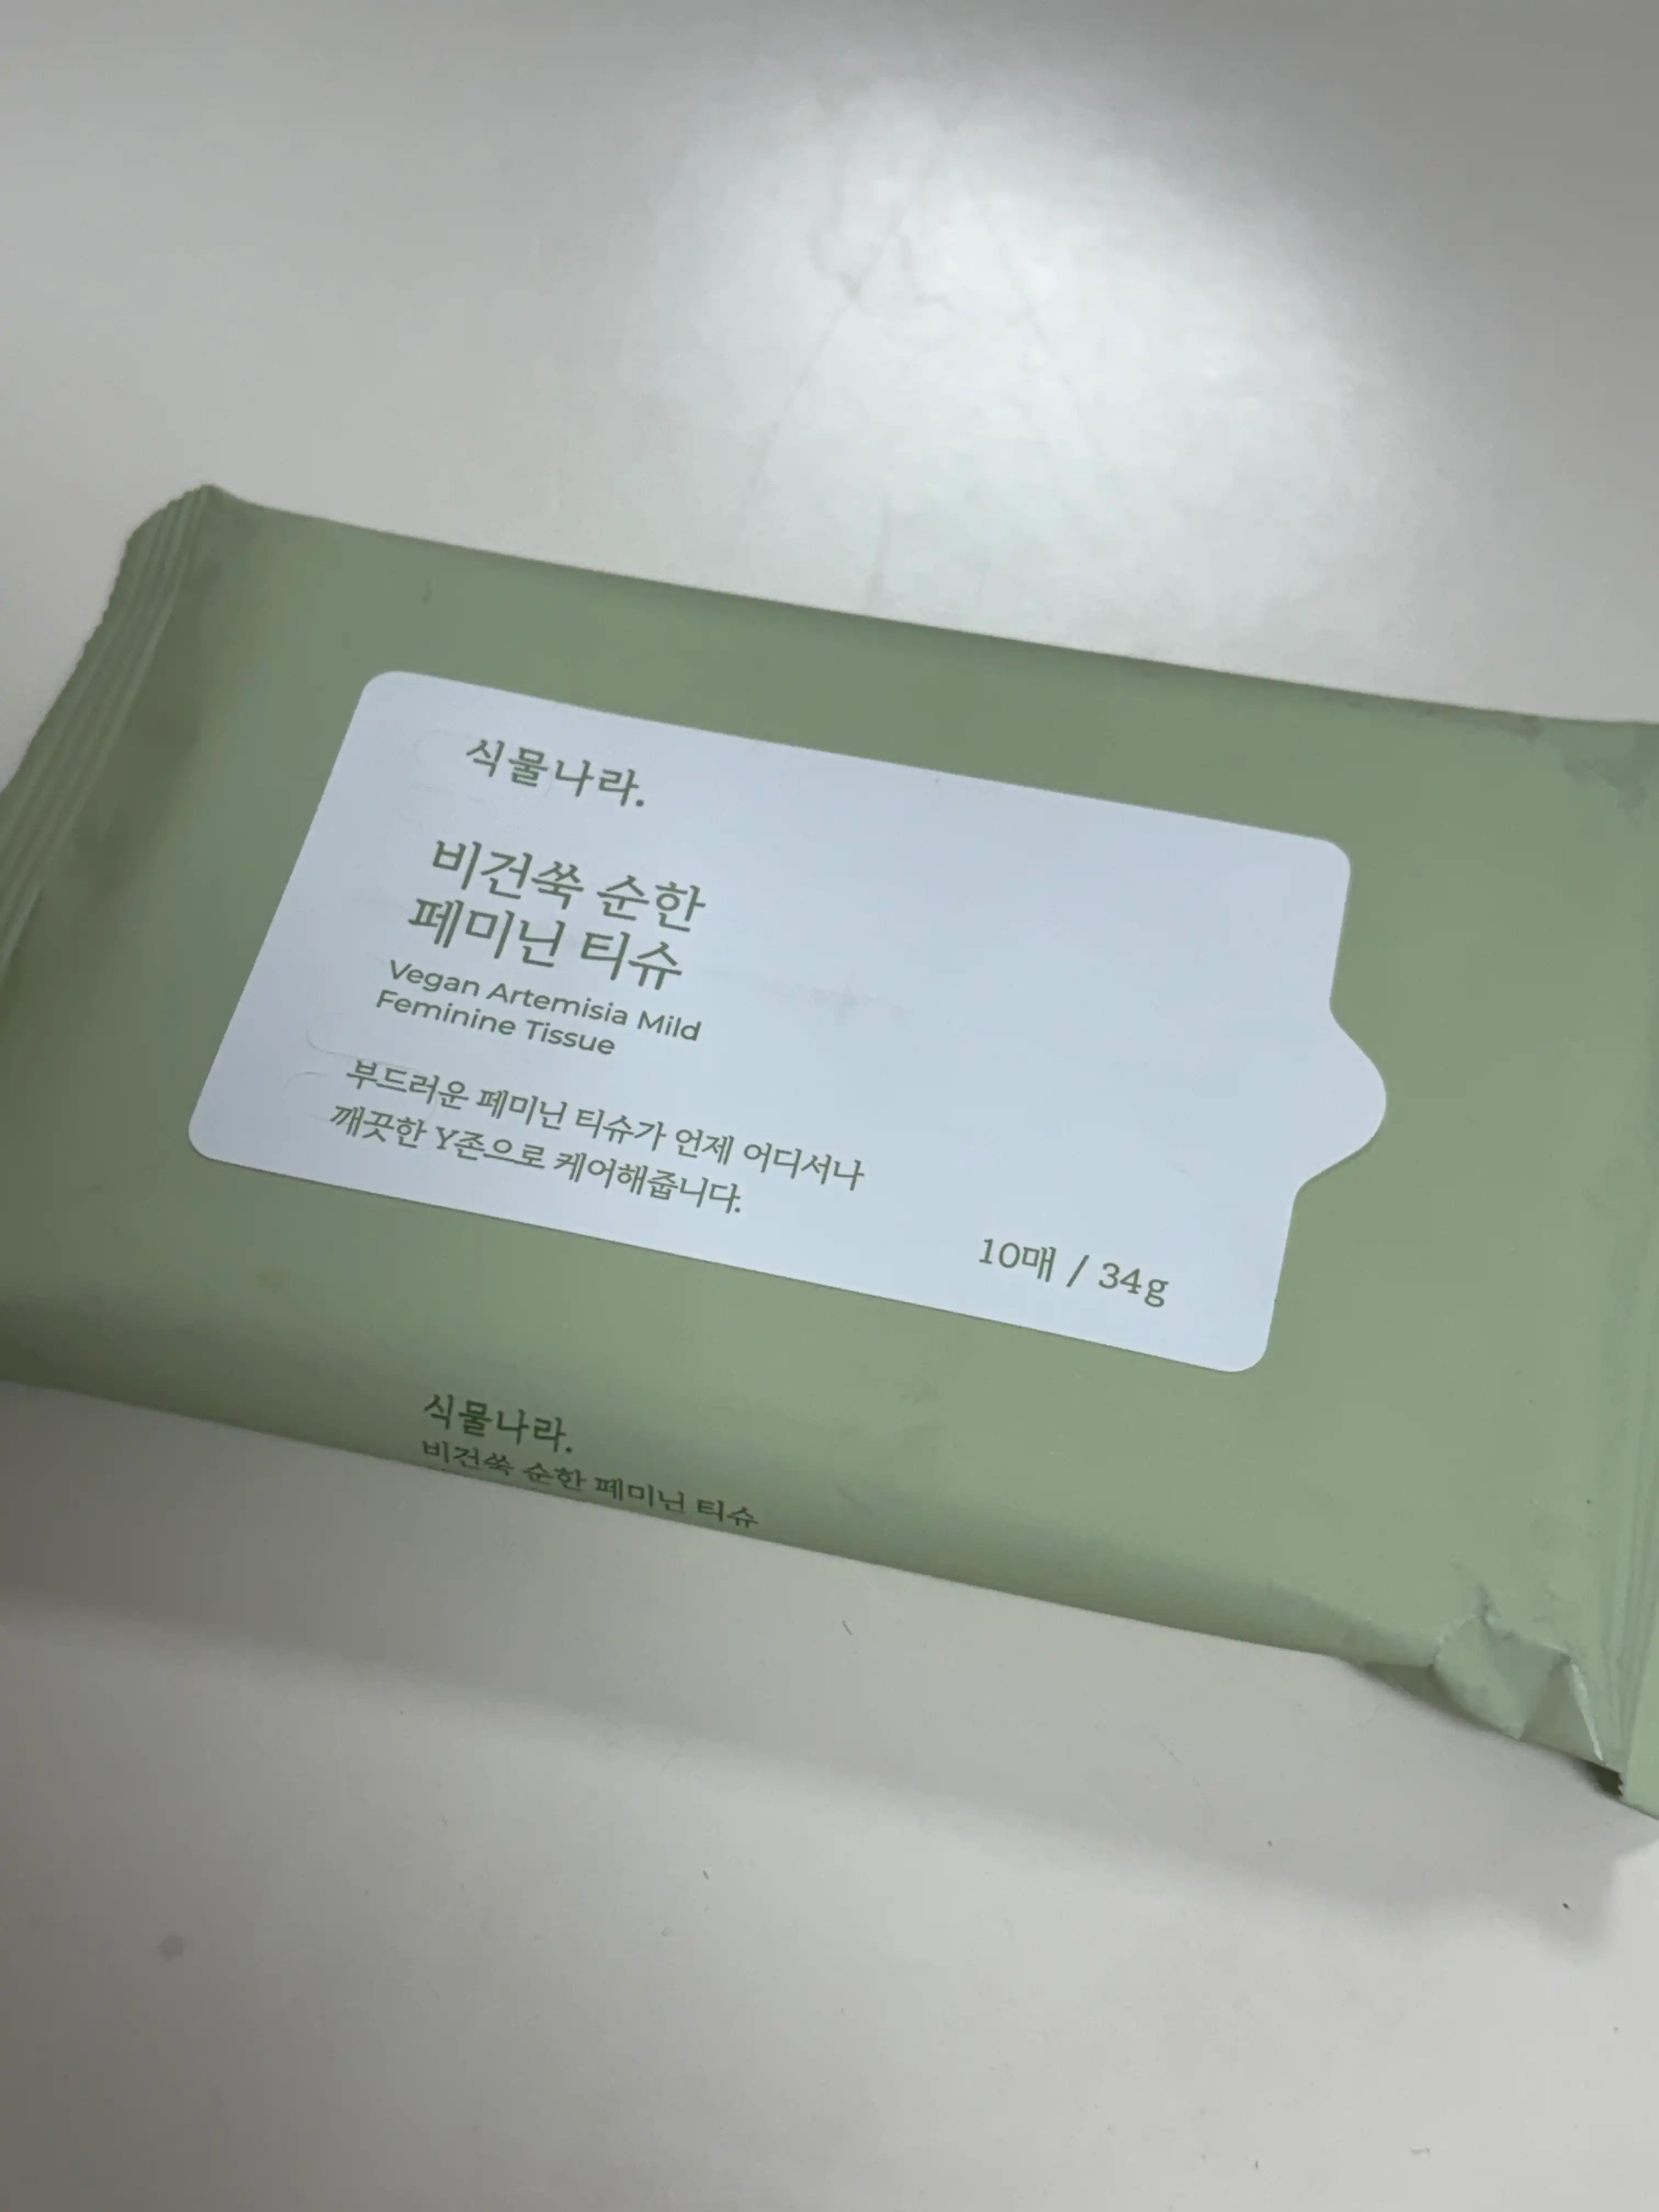 식물나라.
비건쑥 순한
페미닌 티슈
Vegan Artemisia Mild
Feminine Tissue
부드러운 페미닌 티슈가 언제 어디서나
깨끗한 Y존으로 케어해줍니다.
10매 / 34g
식물나라.
비건쑥 순한 페미닌 티슈